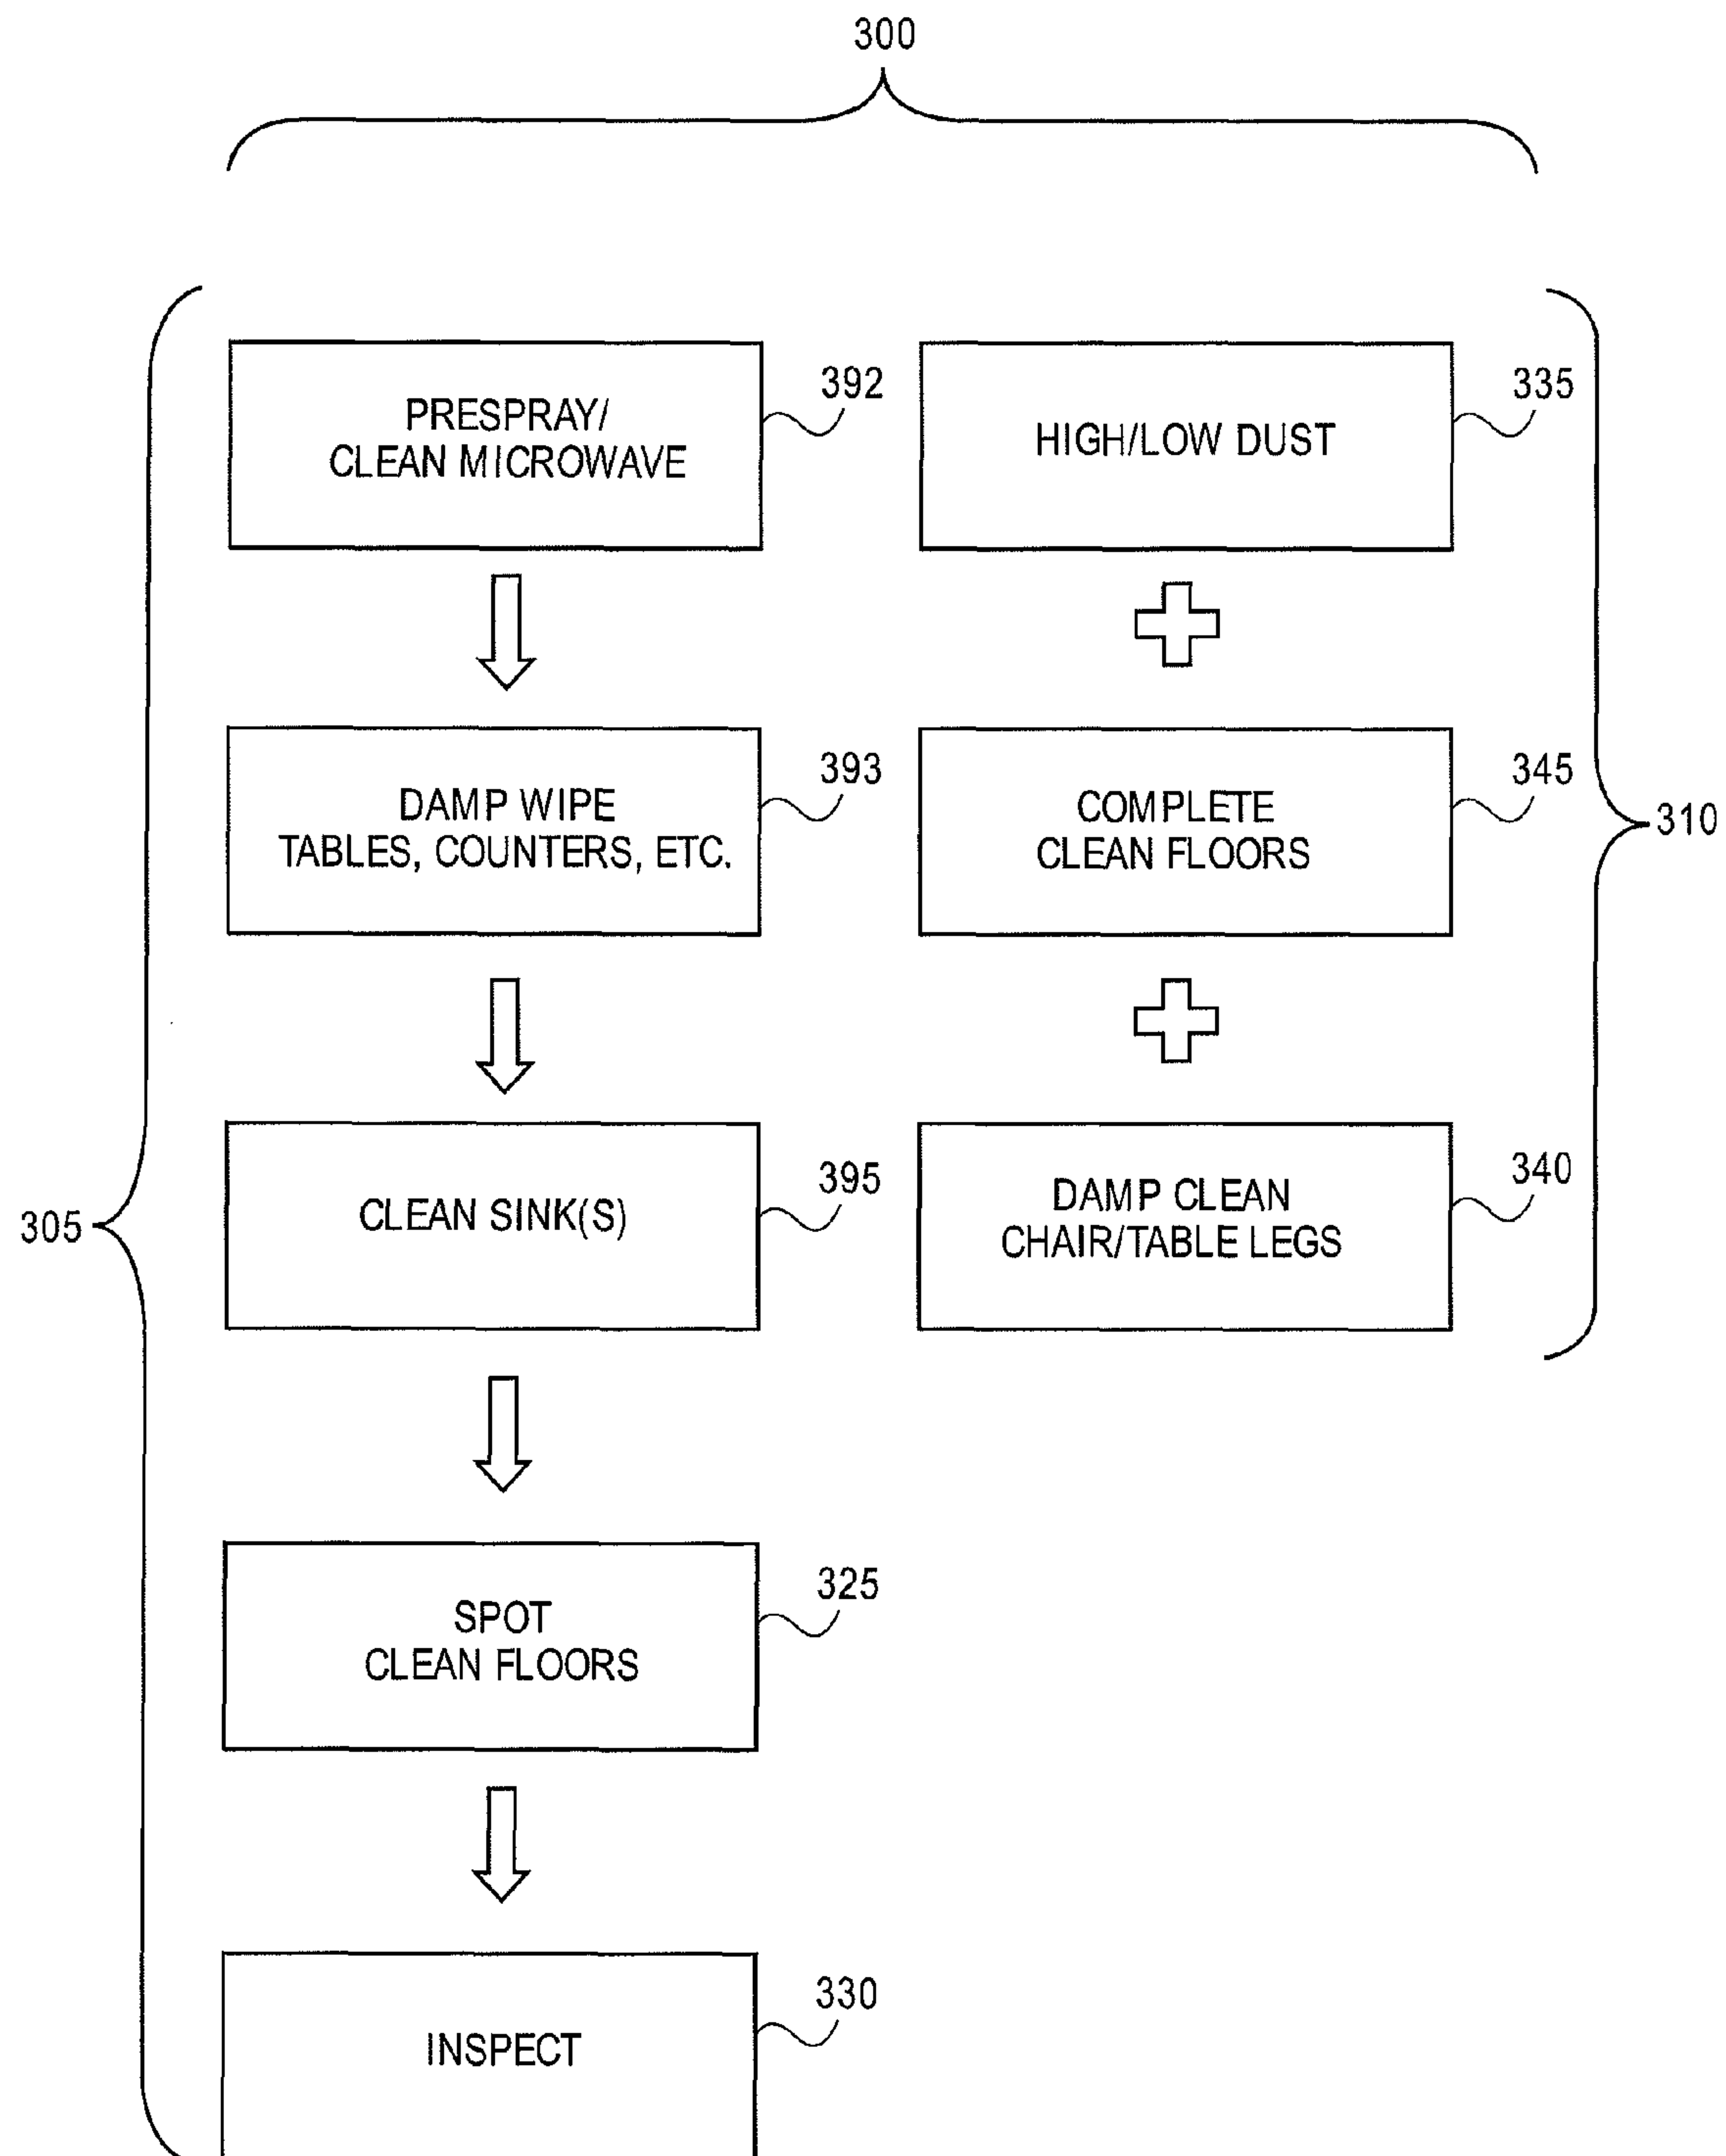 300
PRESPRAY/
CLEAN MICROWAVE
392
HIGH/LOW DUST
335
DAMP WIPE
TABLES, COUNTERS, ETC.
393
COMPLETE
CLEAN FLOORS
345
310
CLEAN SINK(S)
395
DAMP CLEAN
CHAIR/TABLE LEGS
340
305
SPOT
CLEAN FLOORS
325
INSPECT
330